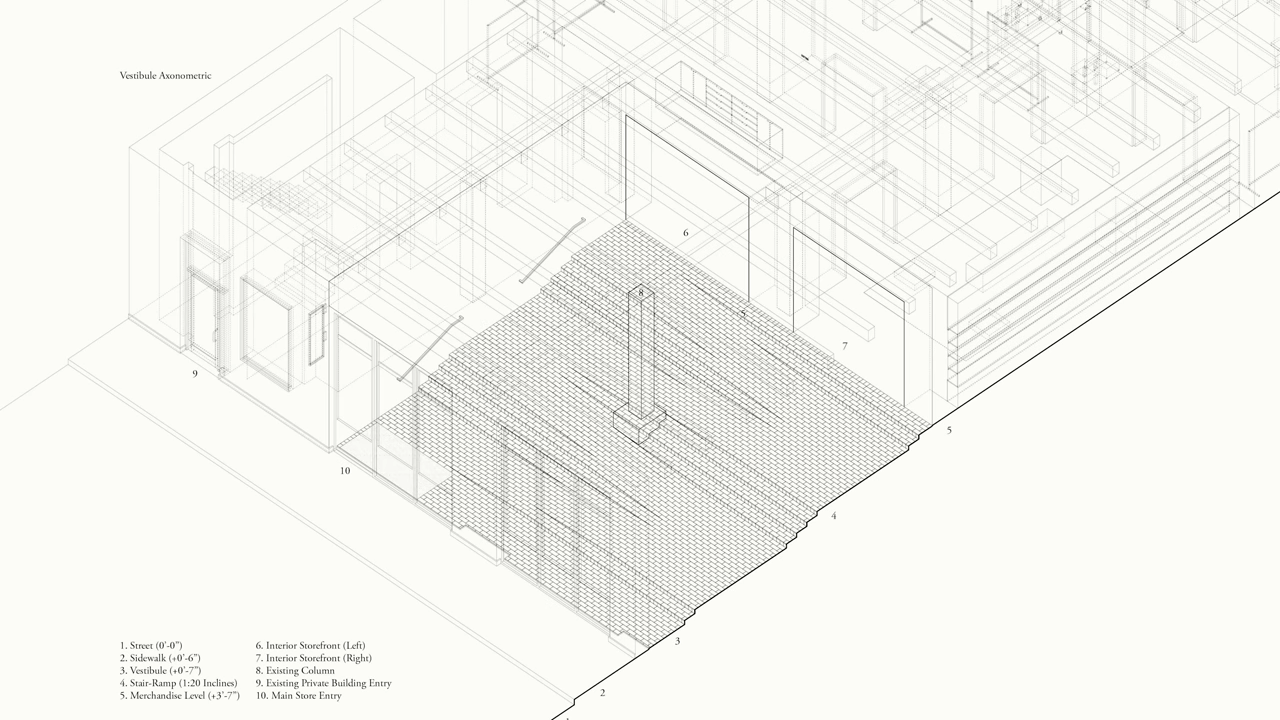 Vestibule Axonometric
6
8
5
7
9
5
10
4
3
2
1. Street (0’-0”)
2. Sidewalk (+0’-6”)
3. Vestibule (+0’-7”)
4. Stair-Ramp (1:20 Inclines)
5. Merchandise Level (+3’-7”)
6. Interior Storefront (Left)
7. Interior Storefront (Right)
8. Existing Column
9. Existing Private Building Entry
10. Main Store Entry